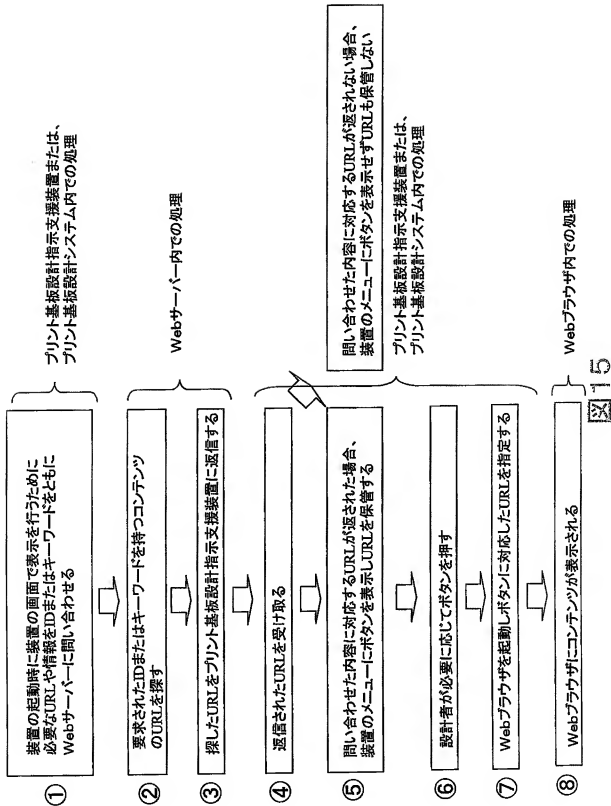 ①
装置の起動時に装置の画面で表示を行うために
必要なURLや情報をIDまたはキーワードをともに
Webサーバーに問い合わせる
プリント基板設計指示支援装置または、
プリント基板設計システム内での処理
②
要求されたIDまたはキーワードを持つコンテンツ
のURLを探す
Webサーバー内での処理
③
探したURLをプリント基板設計指示支援装置に返信する
④
返信されたURLを受け取る
⑤
問い合わせた内容に対応するURLが返された場合、
装置のメニューにボタンを表示しURLを保管する
問い合わせた内容に対応するURLが返されない場合、
装置のメニューにボタンを表示せずURLも保管しない
プリント基板設計指示支援装置または、
プリント基板設計システム内での処理
⑥
設計者が必要に応じてボタンを押す
⑦
Webブラウザを起動しボタンに対応したURLを指定する
⑧
Webブラウザにコンテンツが表示される
Webブラウザ内での処理
図15